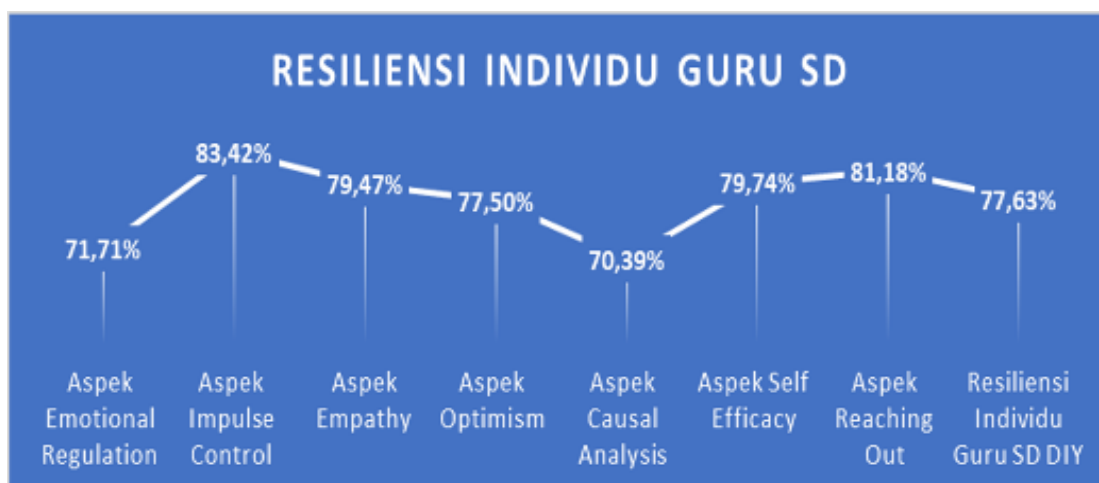 RESILIENSI INDIVIDU GURU SD
83,42%
81,18%
79,47%
79,74%
77,50%
77,63%
71,71%
70,39%
Aspek
Emotional
Regulation
Aspek
Impulse
Control
Aspek
Empathy
Aspek
Optimism
Aspek
Causal
Analysis
Aspek Self
Efficacy
Aspek
Reaching
Out
Resiliensi
Individu
Guru SD DIY